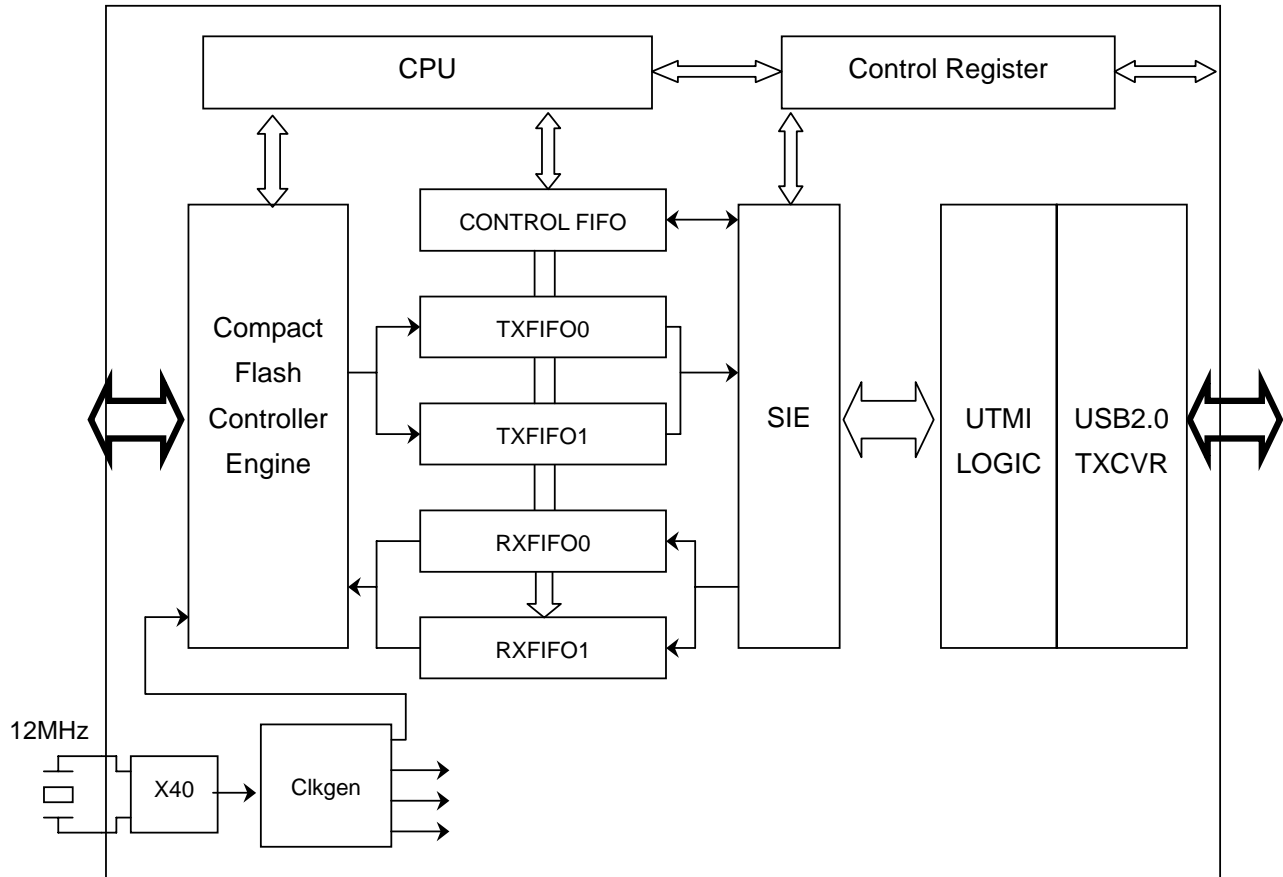 CPU
Control Register
CONTROL FIFO
Compact
Flash
Controller
Engine
TXFIFO0
TXFIFO1
SIE
UTMI
LOGIC
USB2.0
TXCVR
RXFIFO0
RXFIFO1
12MHz
X40
Clkgen